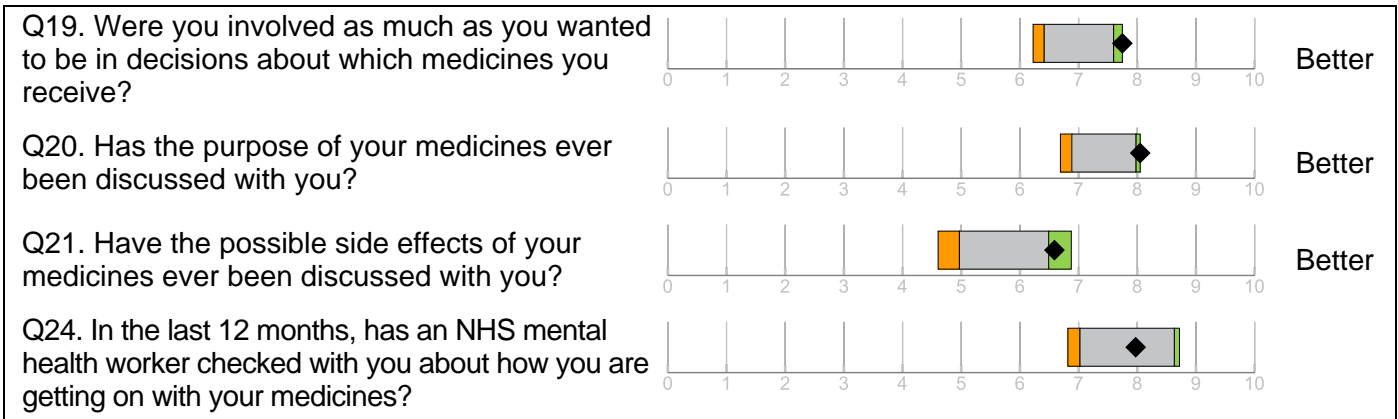 Q19. Were you involved as much as you wanted
to be in decisions about which medicines you
receive?
0 1 2 3 4 5 6 7 8 9 10
Better
Q20. Has the purpose of your medicines ever
been discussed with you?
0 1 2 3 4 5 6 7 8 9 10
Better
Q21. Have the possible side effects of your
medicines ever been discussed with you?
0 1 2 3 4 5 6 7 8 9 10
Better
Q24. In the last 12 months, has an NHS mental
health worker checked with you about how you are
getting on with your medicines?
0 1 2 3 4 5 6 7 8 9 10